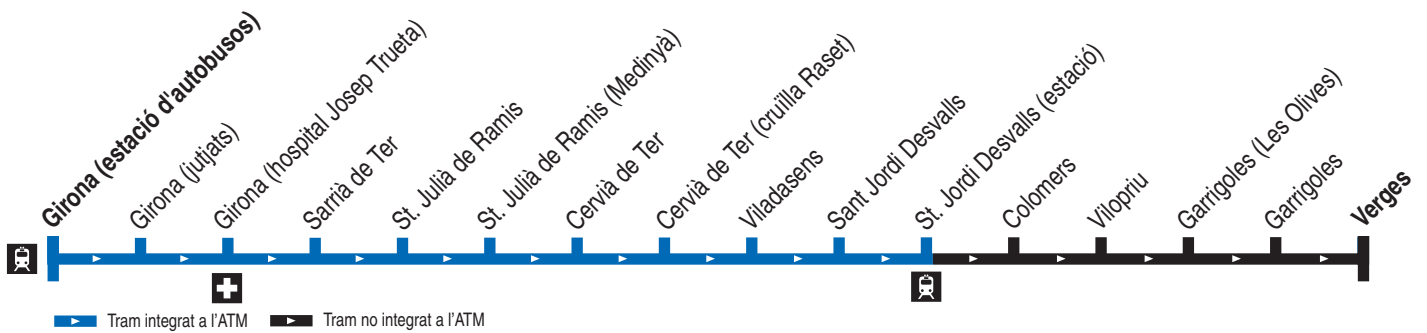 Girona (estació d'autobusos)
Girona (jutjats)
Girona (hospital Josep Trueta)
Sarrià de Ter
St. Julià de Ramis
St. Julià de Ramis (Medinyà)
Cervià de Ter
Cervià de Ter (cruïlla Raset)
Viladasens
Sant Jordi Desvalls
St. Jordi Desvalls (estació)
Colomers
Vilopriu
Garrigoles (Les Olives)
Garrigoles
Verges
Tram integrat a l’ATM
Tram no integrat a l’ATM